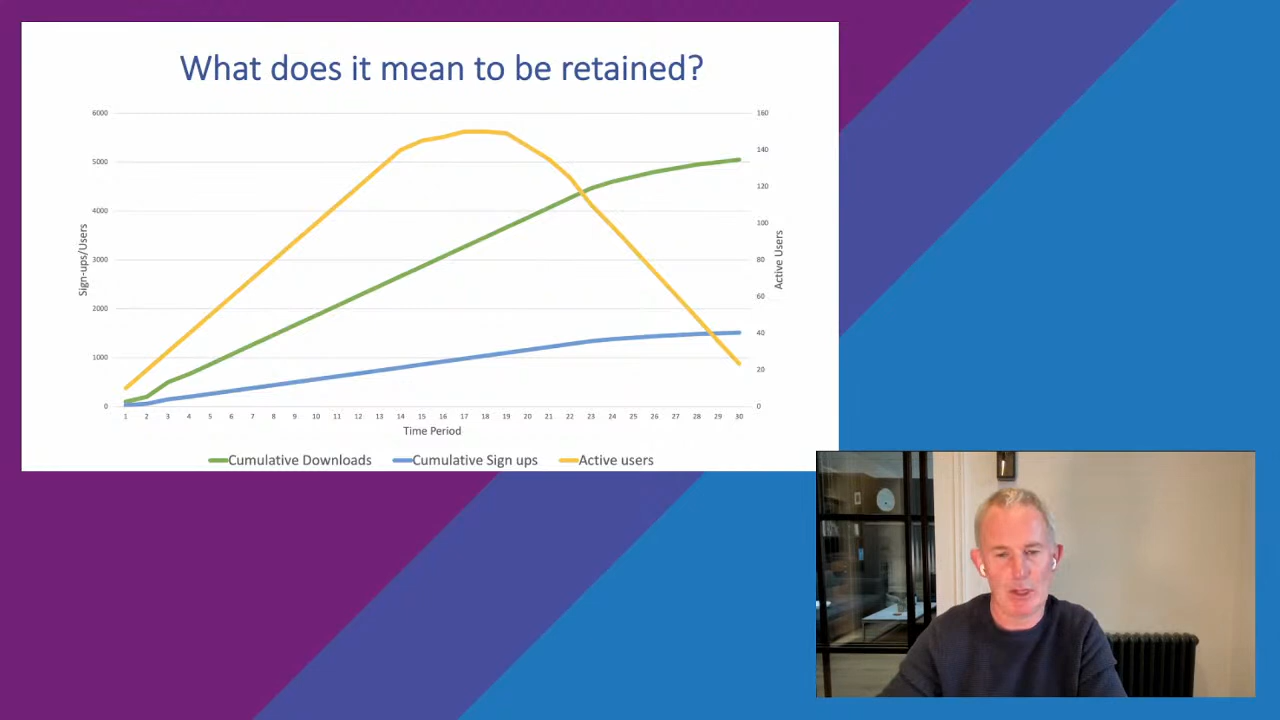 What does it mean to be retained?
6000
5000
4000
3000
2000
1000
0
Sign-ups/Users
160
140
120
100
80
60
40
20
0
Active Users
1 2 3 4 5 6 7 8 9 10 11 12 13 14 15 16 17 18 19 20 21 22 23 24 25 26 27 28 29 30
Time Period
Cumulative Downloads Cumulative Sign ups Active users